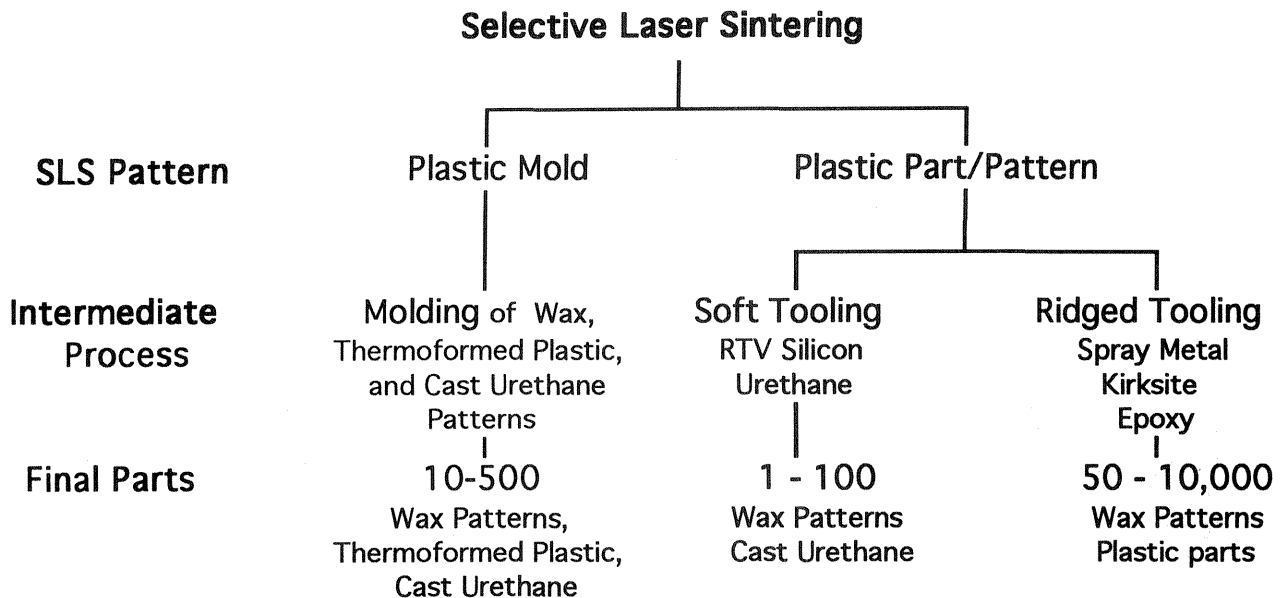 Selective Laser Sintering
SLS Pattern
Plastic Mold
Plastic Part/Pattern
Intermediate
Process
Molding of Wax,
Thermoformed Plastic,
and Cast Urethane
Patterns
Soft Tooling
RTV Silicon
Urethane
Ridged Tooling
Spray Metal
Kirksite
Epoxy
Final Parts
10-500
Wax Patterns,
Thermoformed Plastic,
Cast Urethane
1 - 100
Wax Patterns
Cast Urethane
50 - 10,000
Wax Patterns
Plastic parts